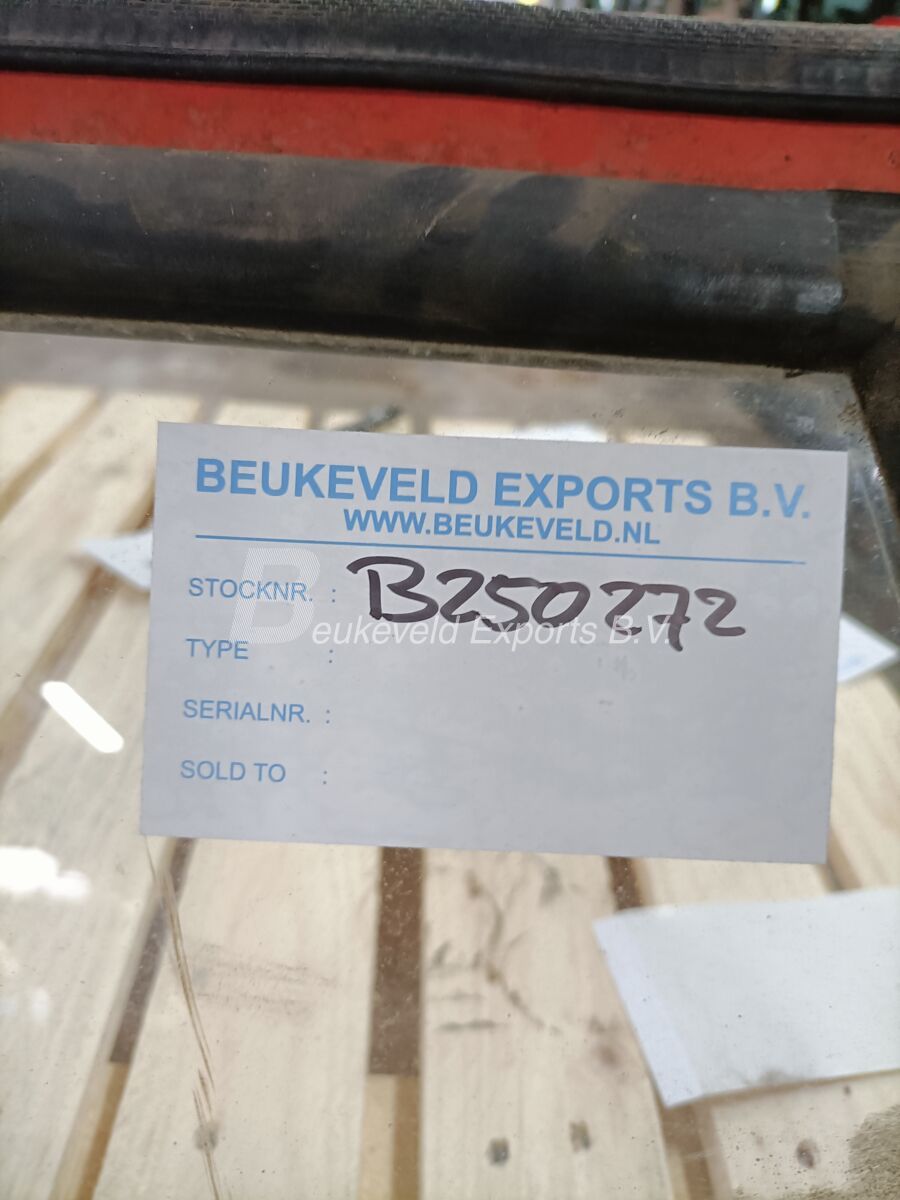 BEUKEVELD EXPORTS B.V.
WWW.BEUKEVELD.NL
STOCKNR. : B250272
Beukeveld Exports B.V.
TYPE :
SERIALNR. :
SOLD TO :